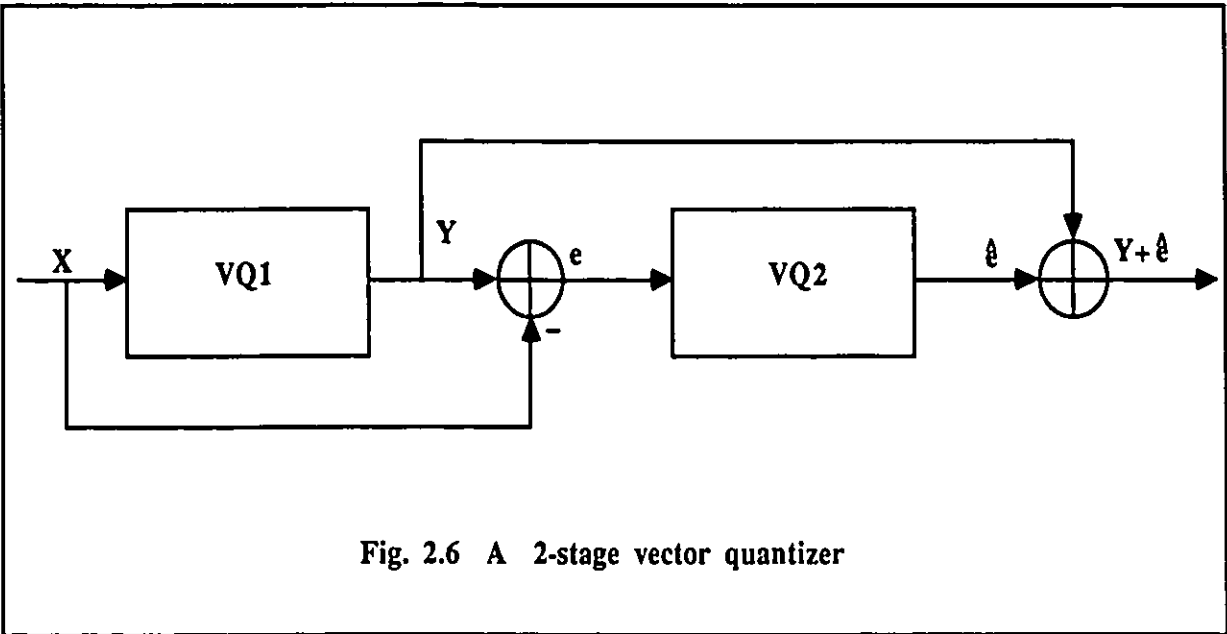 X
VQ1
Y
e
VQ2
ê
Y+ ê
-
Fig. 2.6 A 2-stage vector quantizer